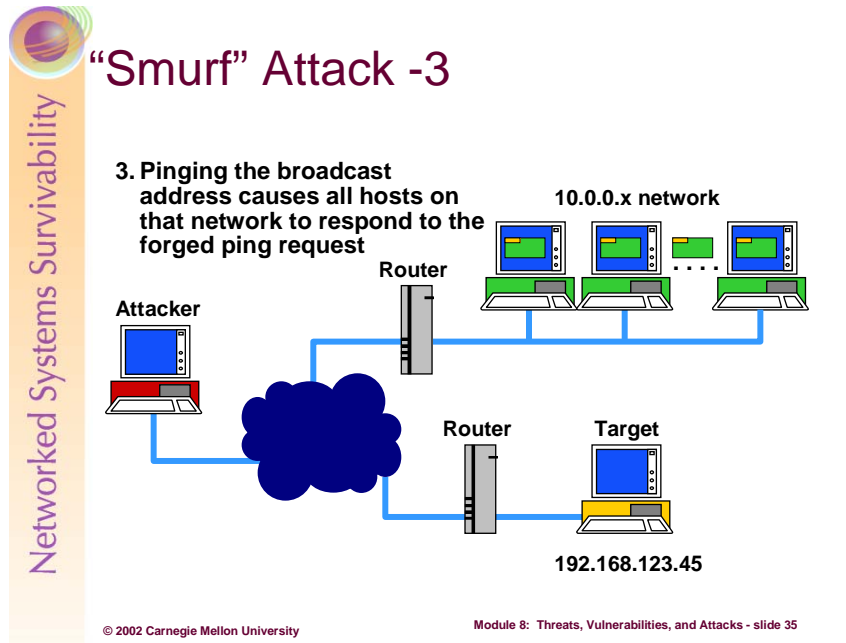 Networked Systems Survivability
“Smurf” Attack -3
3. Pinging the broadcast
address causes all hosts on
that network to respond to the
forged ping request
10.0.0.x network
. . . .
Router
Attacker
Router
Target
192.168.123.45
© 2002 Carnegie Mellon University
Module 8: Threats, Vulnerabilities, and Attacks - slide 35